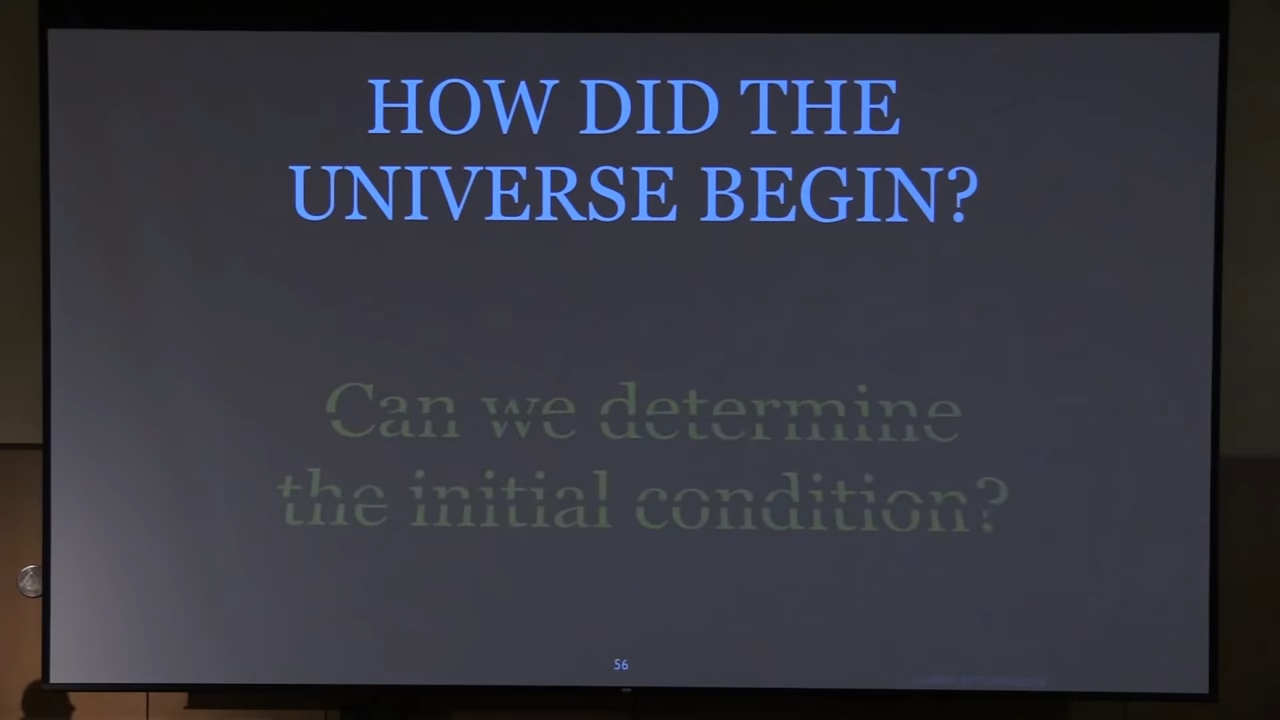 HOW DID THE
UNIVERSE BEGIN?
Can we determine
the initial condition?
56